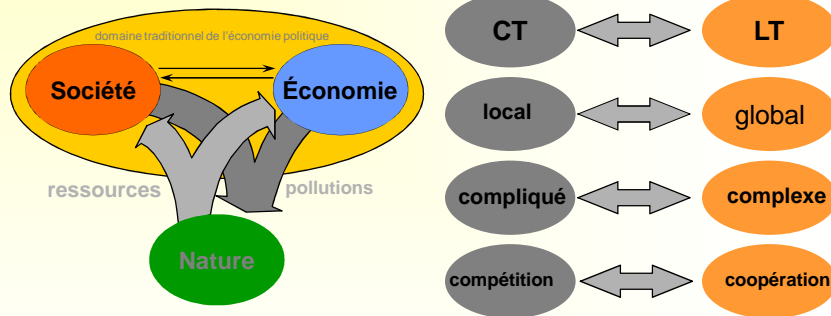 domaine traditionnel de l'économie politique
Société
Économie
ressources
pollutions
Nature
CT
LT
local
global
compliqué
complexe
compétition
coopération